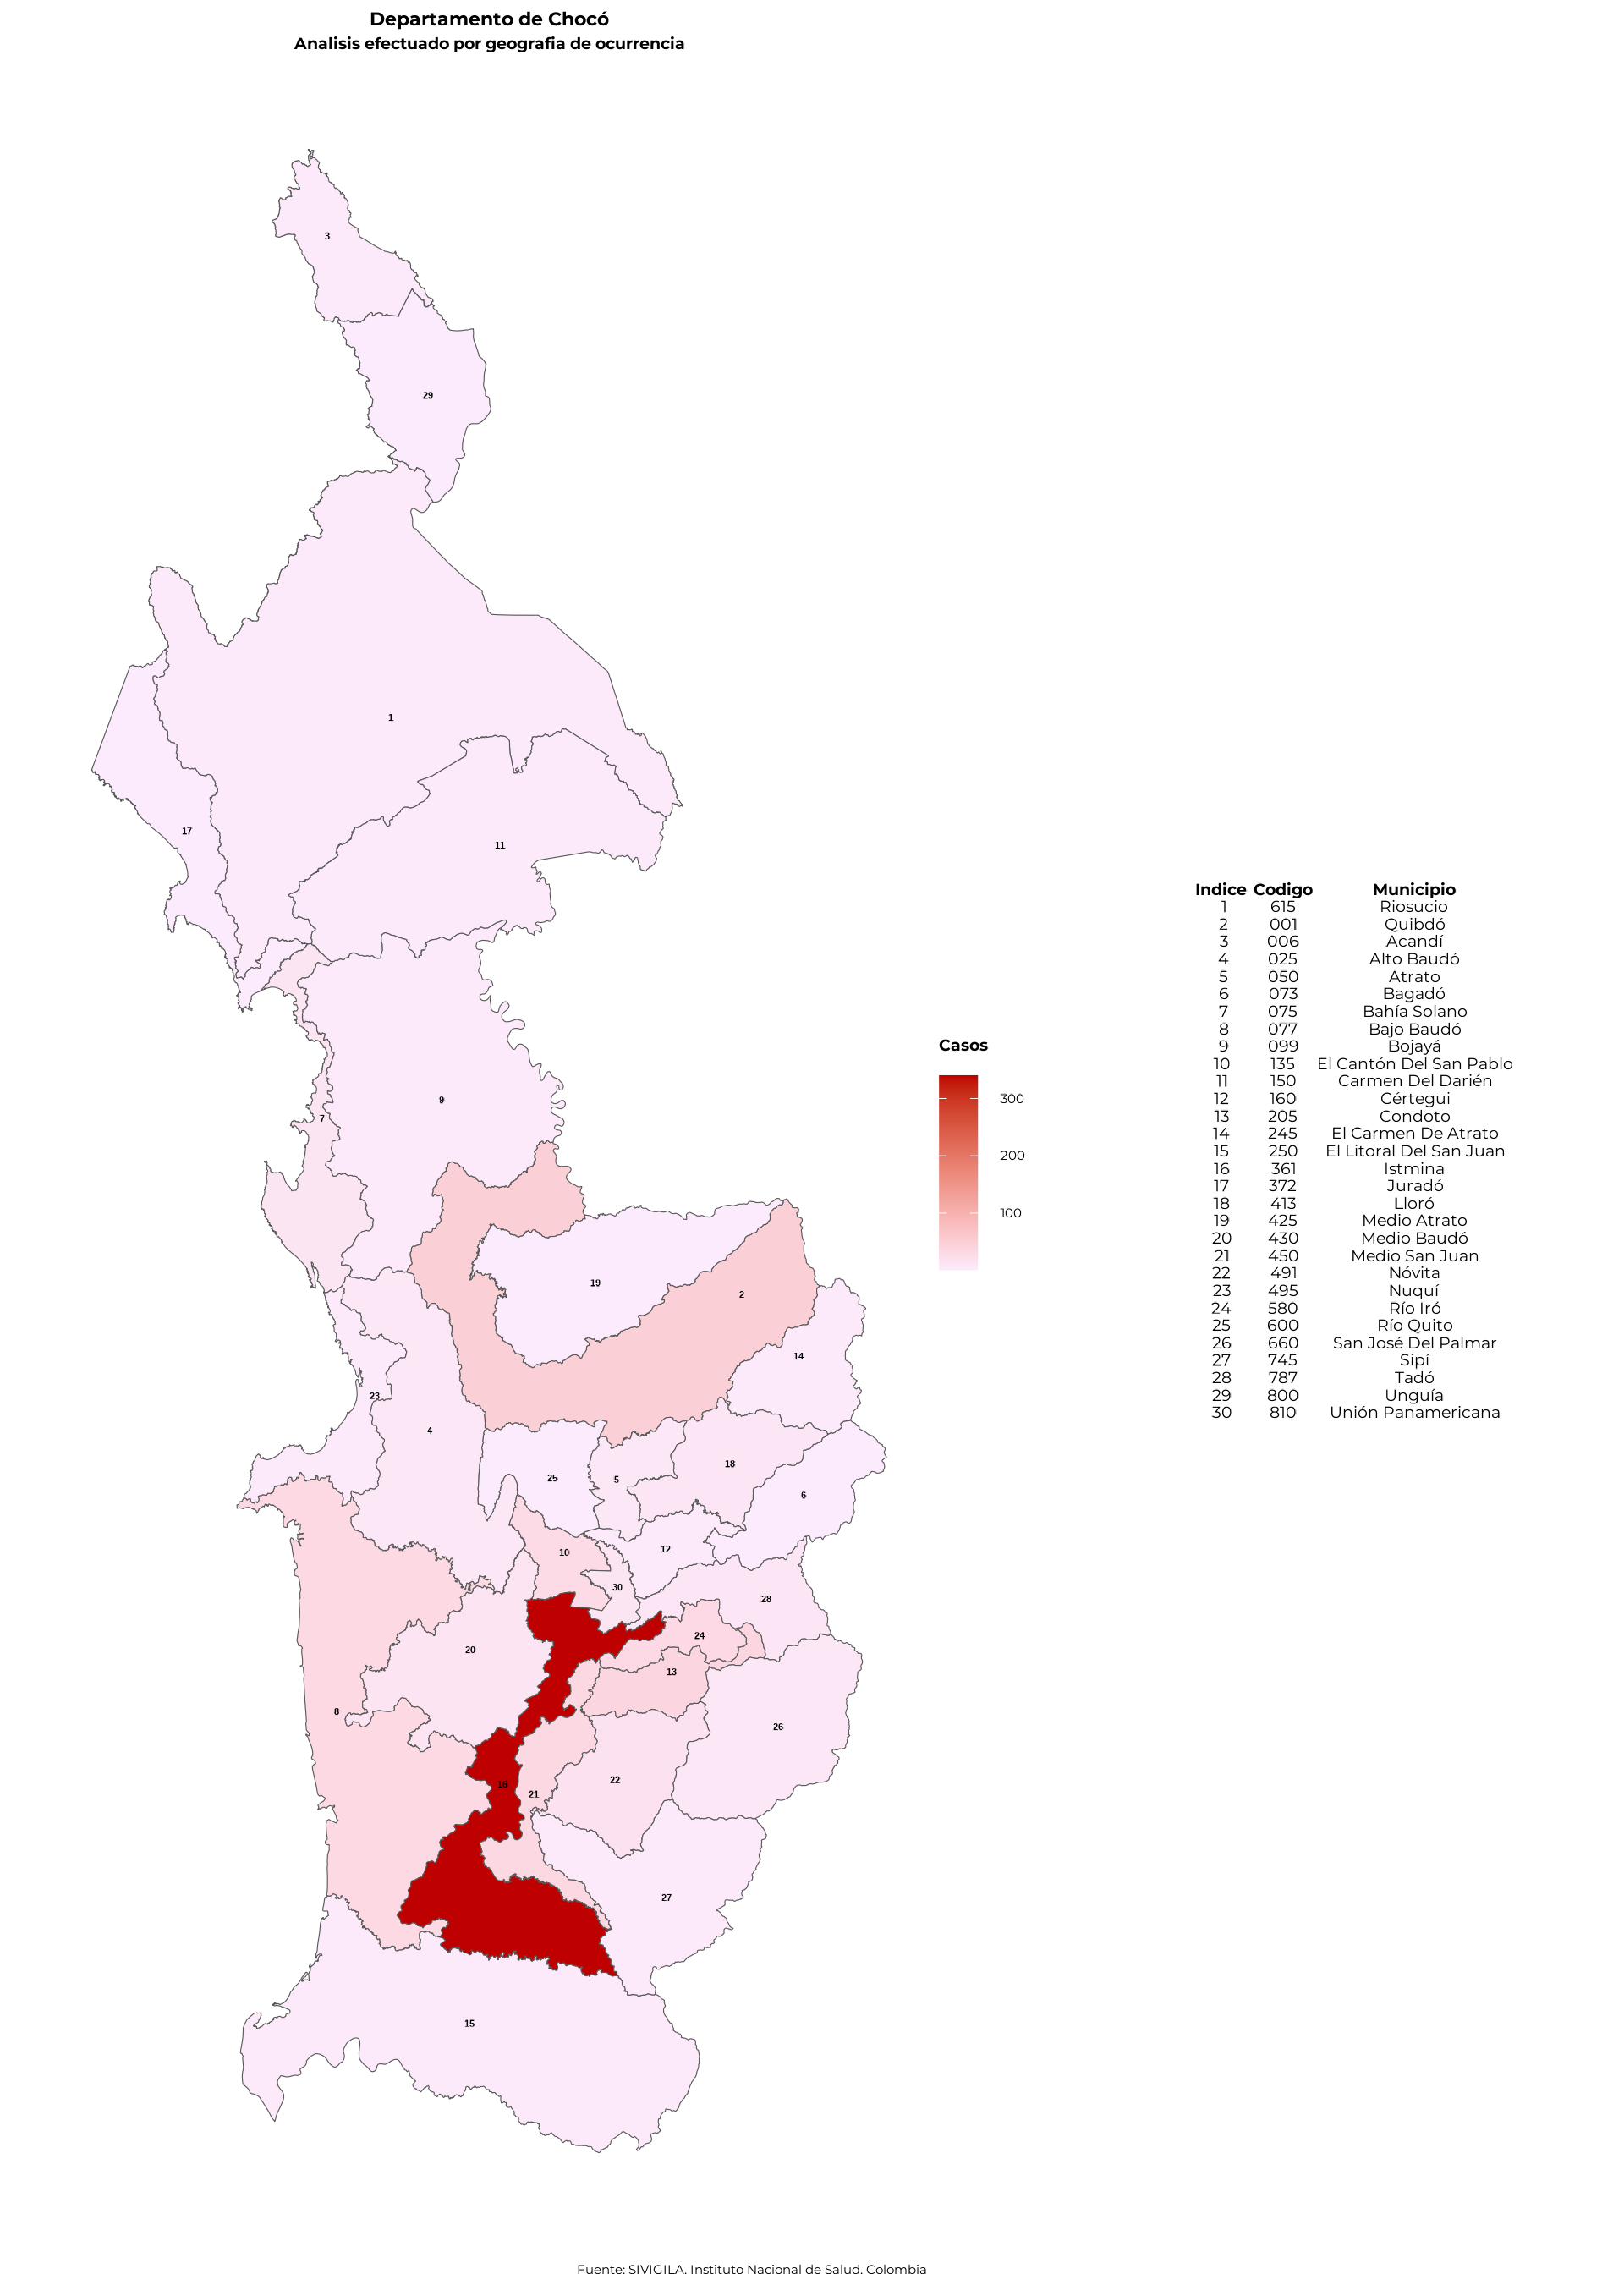 Departamento de Chocó
Analisis efectuado por geografia de ocurrencia
3
29
1
17
11
9
7
19
2
14
23
4
18
25
5
6
12
10
30
28
24
20
13
8
26
22
16
21
27
15
Casos
300
200
100
Indice Codigo Municipio
1 615 Riosucio
2 001 Quibdó
3 006 Acandí
4 025 Alto Baudó
5 050 Atrato
6 073 Bagadó
7 075 Bahía Solano
8 077 Bajo Baudó
9 099 Bojayá
10 135 El Cantón Del San Pablo
11 150 Carmen Del Darién
12 160 Cértegui
13 205 Condoto
14 245 El Carmen De Atrato
15 250 El Litoral Del San Juan
16 361 Istmina
17 372 Juradó
18 413 Lloró
19 425 Medio Atrato
20 430 Medio Baudó
21 450 Medio San Juan
22 491 Nóvita
23 495 Nuquí
24 580 Río Iró
25 600 Río Quito
26 660 San José Del Palmar
27 745 Sipí
28 787 Tadó
29 800 Unguía
30 810 Unión Panamericana
Fuente: SIVIGILA. Instituto Nacional de Salud. Colombia